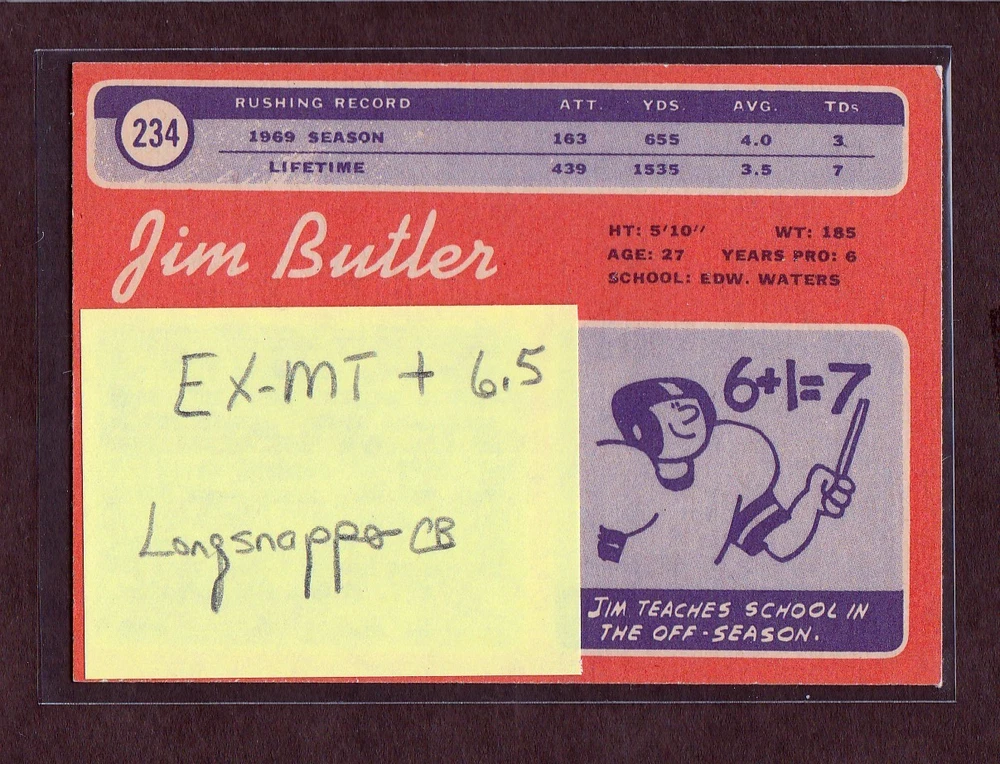 234
RUSHING RECORD ATT. YDS. AVG. TDs
1969 SEASON 163 655 4.0 3
LIFETIME 439 1535 3.5 7
Jim Butler
HT: 5'10" WT: 185
AGE: 27 YEARS PRO: 6
SCHOOL: EDW. WATERS
EX-MT + 6.5
CB
6+1=7
JIM TEACHES SCHOOL IN
THE OFF-SEASON.